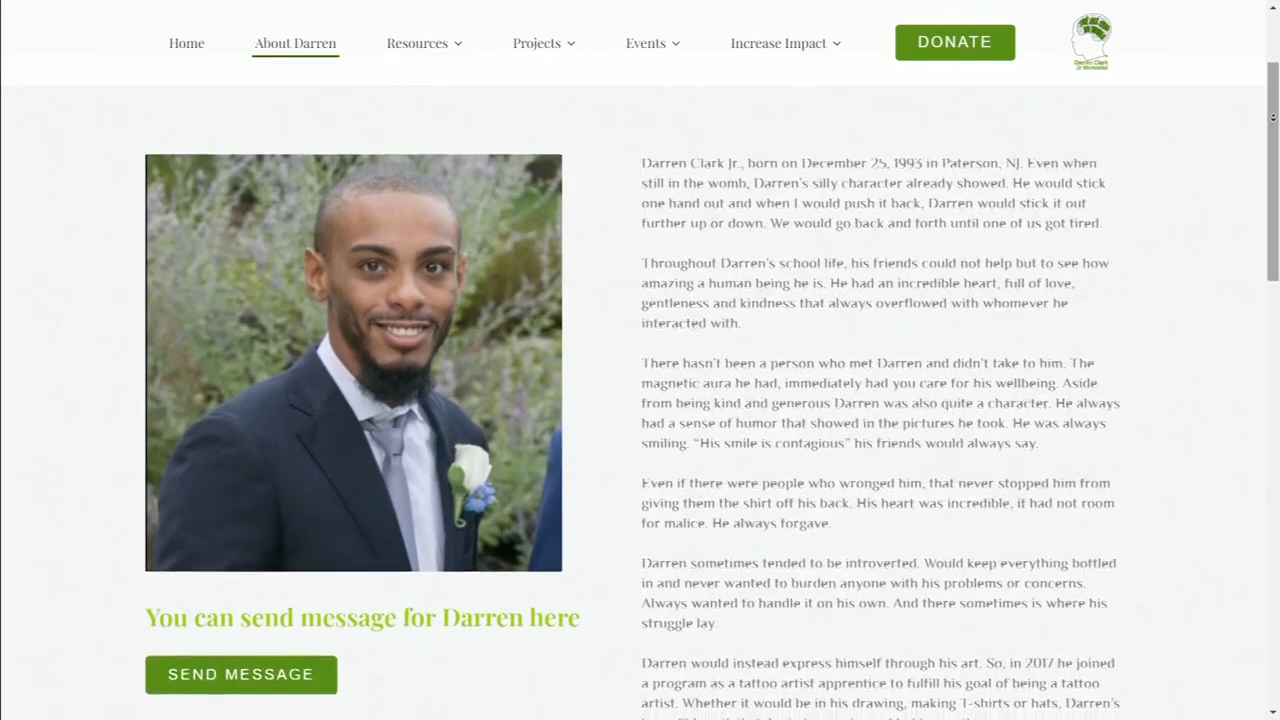 Home About Darren Resources Projects Events Increase Impact DONATE
Darren Clark
Jr Memorial
Darren Clark Jr., born on December 25, 1993 in Paterson, NJ. Even when
still in the womb, Darren's silly character already showed. He would stick
one hand out and when I would push it back, Darren would stick it out
further up or down. We would go back and forth until one of us got tired.
Throughout Darren's school life, his friends could not help but to see how
amazing a human being he is. He had an incredible heart, full of love,
gentleness and kindness that always overflowed with whomever he
interacted with.
There hasn't been a person who met Darren and didn't take to him. The
magnetic aura he had, immediately had you care for his wellbeing. Aside
from being kind and generous Darren was also quite a character. He always
had a sense of humor that showed in the pictures he took. He was always
smiling. “His smile is contagious” his friends would always say.
Even if there were people who wronged him, that never stopped him from
giving them the shirt off his back. His heart was incredible, it had not room
for malice. He always forgave.
Darren sometimes tended to be introverted. Would keep everything bottled
in and never wanted to burden anyone with his problems or concerns.
Always wanted to handle it on his own. And there sometimes is where his
struggle lay.
Darren would instead express himself through his art. So, in 2017 he joined
a program as a tattoo artist apprentice to fulfill his goal of being a tattoo
artist. Whether it would be in his drawing, making T-shirts or hats, Darren's
You can send message for Darren here
SEND MESSAGE